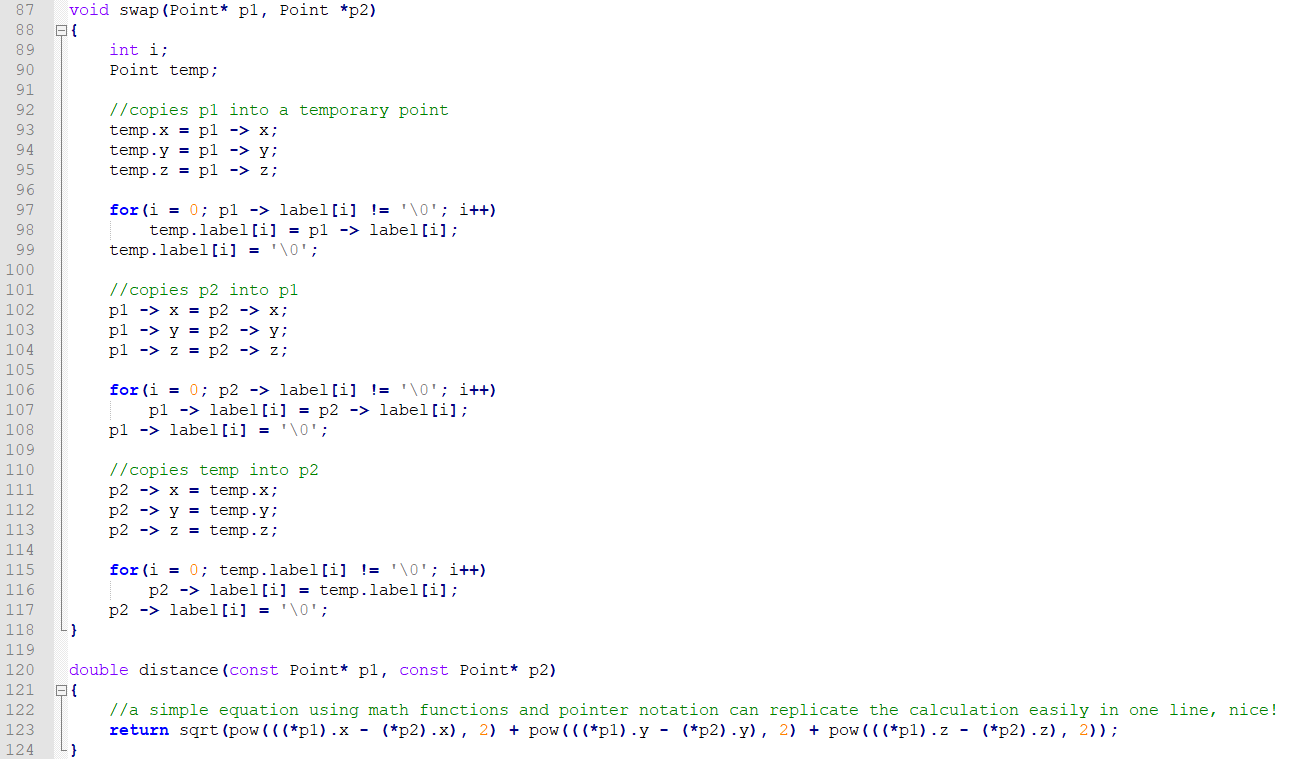 87 void swap(Point* p1, Point *p2)
88 {
89 int i;
90 Point temp;
91
92 //copies p1 into a temporary point
93 temp.x = p1 -> x;
94 temp.y = p1 -> y;
95 temp.z = p1 -> z;
96
97 for(i = 0; p1 -> label[i] != '\0'; i++)
98 temp.label[i] = p1 -> label[i];
99 temp.label[i] = '\0';
100
101 //copies p2 into p1
102 p1 -> x = p2 -> x;
103 p1 -> y = p2 -> y;
104 p1 -> z = p2 -> z;
105
106 for(i = 0; p2 -> label[i] != '\0'; i++)
107 p1 -> label[i] = p2 -> label[i];
108 p1 -> label[i] = '\0';
109
110 //copies temp into p2
111 p2 -> x = temp.x;
112 p2 -> y = temp.y;
113 p2 -> z = temp.z;
114
115 for(i = 0; temp.label[i] != '\0'; i++)
116 p2 -> label[i] = temp.label[i];
117 p2 -> label[i] = '\0';
118 }
119
120 double distance(const Point* p1, const Point* p2)
121 {
122 //a simple equation using math functions and pointer notation can replicate the calculation easily in one line, nice!
123 return sqrt(pow(((*p1).x - (*p2).x), 2) + pow(((*p1).y - (*p2).y), 2) + pow(((*p1).z - (*p2).z), 2));
124 }